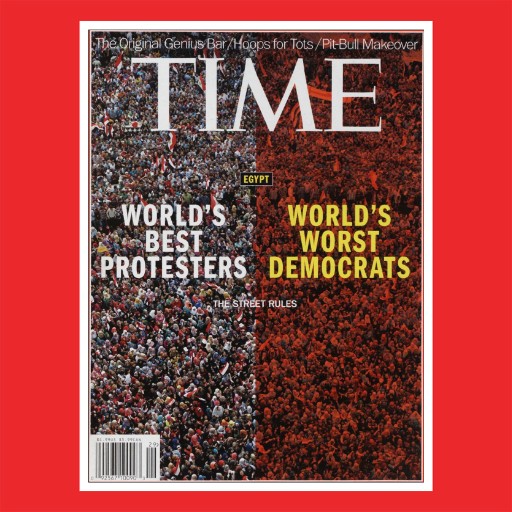 The Original Genius Bar/Hoops for Tots/Pit-Bull Makeover
TIME
EGYPT
WORLD'S
BEST
PROTESTERS
WORLD'S
WORST
DEMOCRATS
THE STREET RULES
29